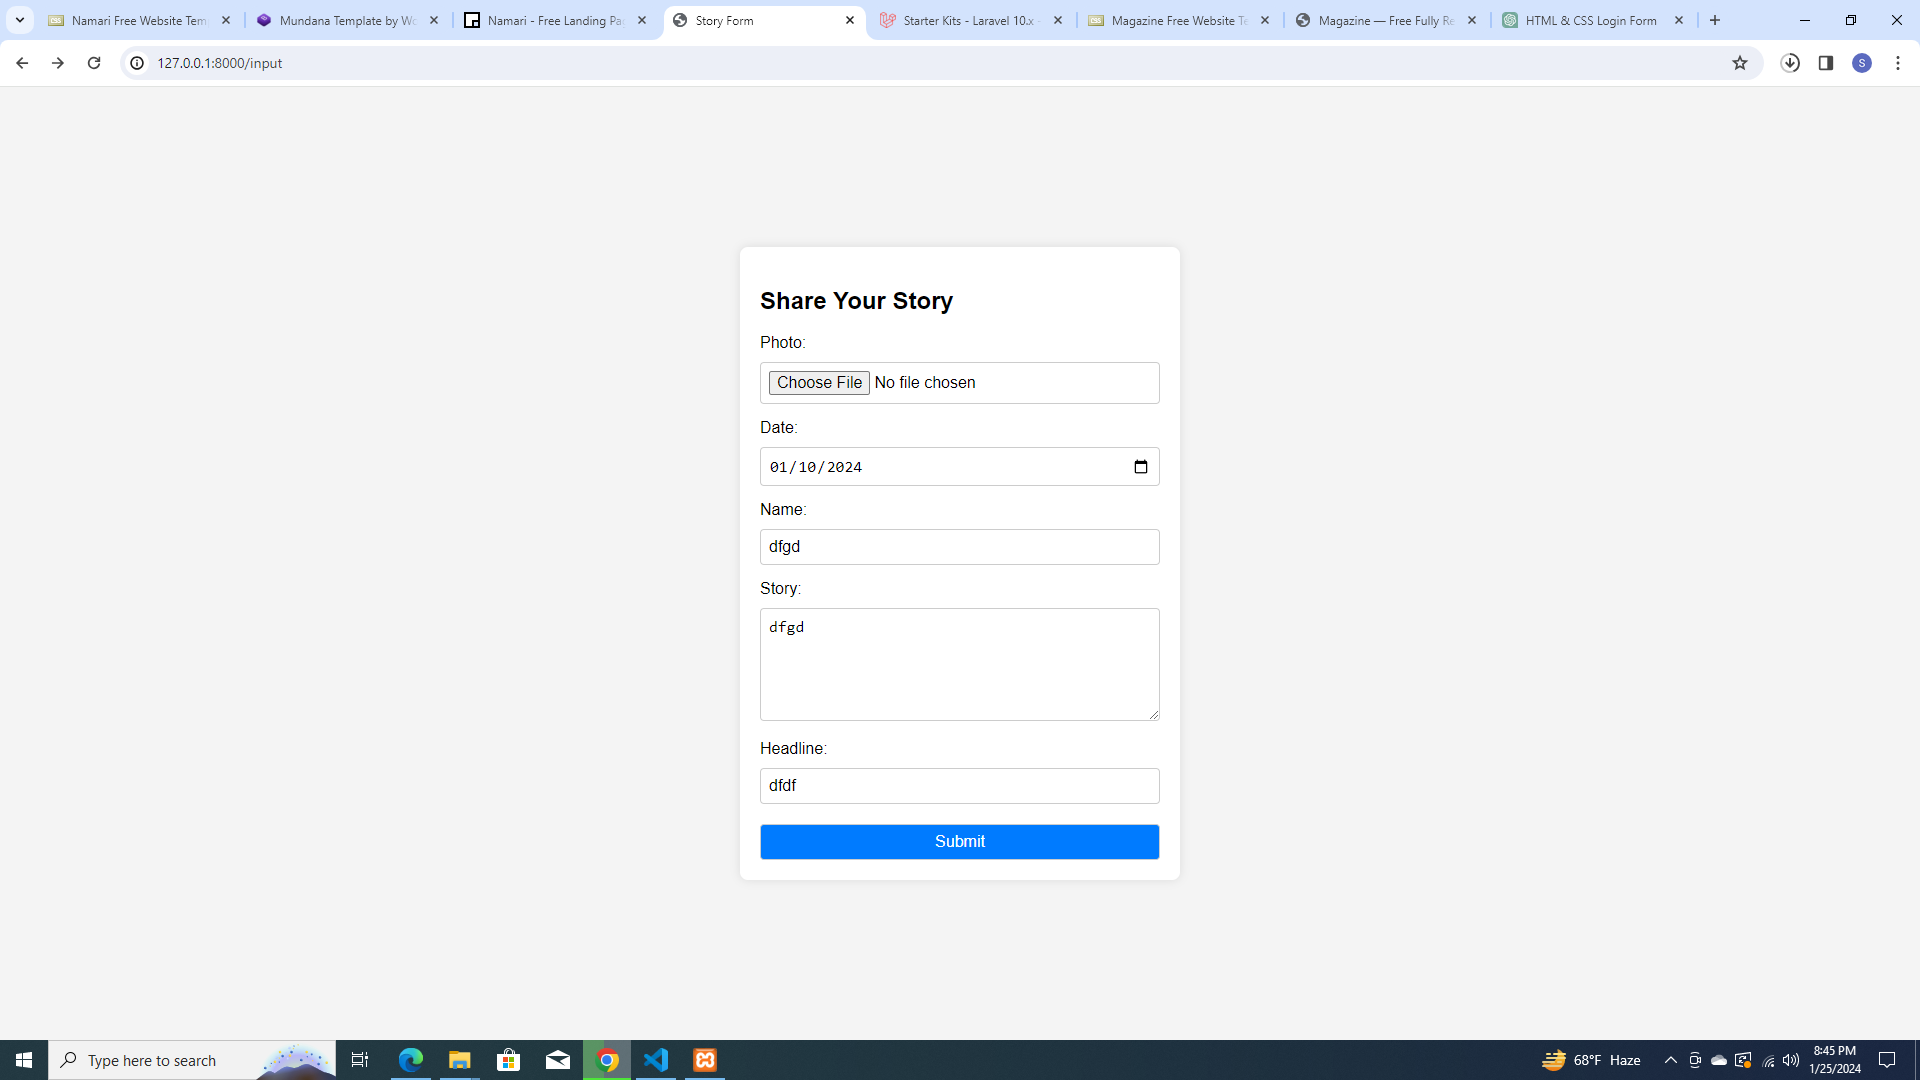 Namari Free Website Tem
Mundana Template by Wo
Namari - Free Landing Pa
Story Form
Starter Kits - Laravel 10.x -
Magazine Free Website Te
Magazine — Free Fully Re
HTML & CSS Login Form
127.0.0.1:8000/input
S
Share Your Story
Photo:
Choose File No file chosen
Date:
01/10/2024
Name:
dfgd
Story:
dfgd
Headline:
dfdf
Submit
Type here to search
68°F Haze
8:45 PM
1/25/2024